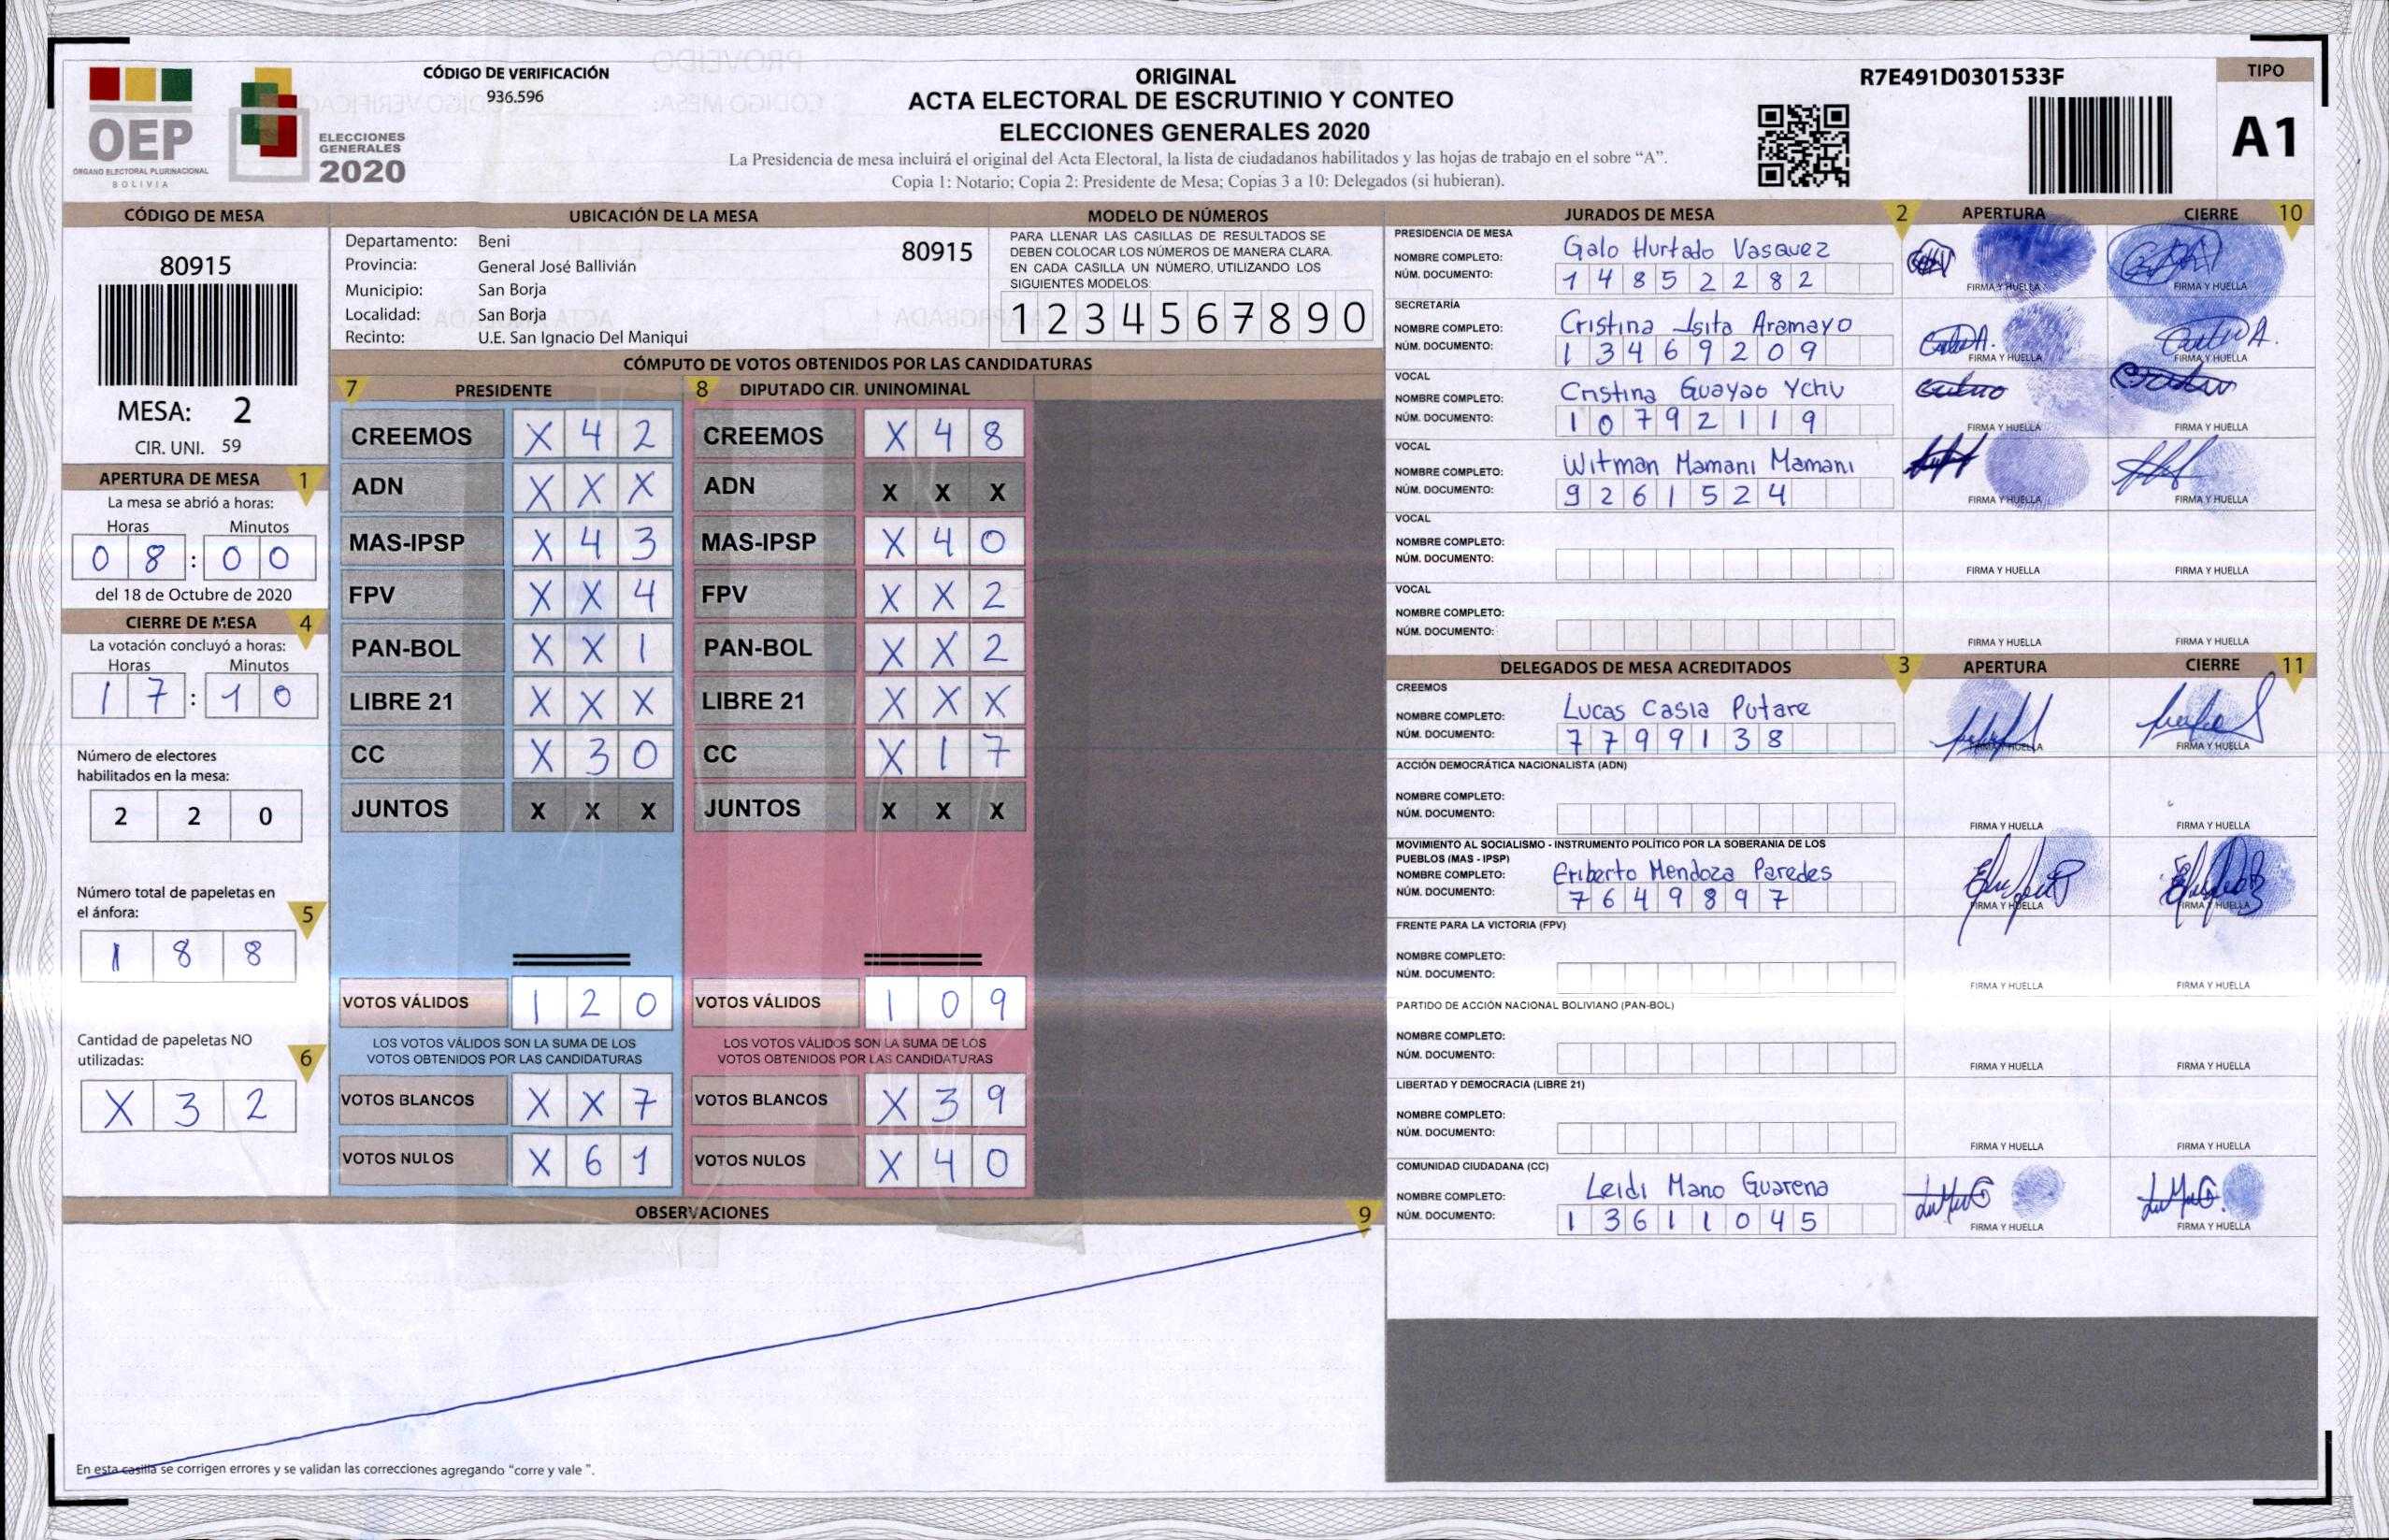 CÓDIGO DE VERIFICACIÓN
936.596
OEP
ÓRGANO ELECTORAL PLURINACIONAL
BOLIVIA
ELECCIONES
GENERALES
2020
ORIGINAL
ACTA ELECTORAL DE ESCRUTINIO Y CONTEO
ELECCIONES GENERALES 2020
La Presidencia de mesa incluirá el original del Acta Electoral, la lista de ciudadanos habilitados y las hojas de trabajo en el sobre “A”.
Copia 1: Notario; Copia 2: Presidente de Mesa; Copias 3 a 10: Delegados (si hubieran).
R7E491D0301533F
TIPO
A1
CÓDIGO DE MESA
80915
MESA: 2
CIR. UNI. 59
APERTURA DE MESA 1
La mesa se abrió a horas:
Horas Minutos
0 8 : 0 0
del 18 de Octubre de 2020
CIERRE DE MESA 4
La votación concluyó a horas:
Horas Minutos
1 7 : 1 0
Número de electores
habilitados en la mesa:
2 2 0
Número total de papeletas en
el ánfora: 5
1 8 8
Cantidad de papeletas NO
utilizadas: 6
X 3 2
UBICACIÓN DE LA MESA
Departamento: Beni
80915
Provincia: General José Ballivián
Municipio: San Borja
Localidad: San Borja
Recinto: U.E. San Ignacio Del Maniqui
MODELO DE NÚMEROS
PARA LLENAR LAS CASILLAS DE RESULTADOS SE
DEBEN COLOCAR LOS NÚMEROS DE MANERA CLARA.
EN CADA CASILLA UN NÚMERO, UTILIZANDO LOS
SIGUIENTES MODELOS:
1 2 3 4 5 6 7 8 9 0
CÓMPUTO DE VOTOS OBTENIDOS POR LAS CANDIDATURAS
7 PRESIDENTE
CREEMOS X 4 2
ADN X X X
MAS-IPSP X 4 3
FPV X X 4
PAN-BOL X X 1
LIBRE 21 X X X
CC X 3 0
JUNTOS X X X
VOTOS VÁLIDOS 1 2 0
LOS VOTOS VÁLIDOS SON LA SUMA DE LOS
VOTOS OBTENIDOS POR LAS CANDIDATURAS
VOTOS BLANCOS X X 7
VOTOS NULOS X 6 1
8 DIPUTADO CIR. UNINOMINAL
CREEMOS X 4 8
ADN X X X
MAS-IPSP X 4 0
FPV X X 2
PAN-BOL X X 2
LIBRE 21 X X X
CC X 1 7
JUNTOS X X X
VOTOS VÁLIDOS 1 0 9
LOS VOTOS VÁLIDOS SON LA SUMA DE LOS
VOTOS OBTENIDOS POR LAS CANDIDATURAS
VOTOS BLANCOS X 3 9
VOTOS NULOS X 4 0
OBSERVACIONES 9
En esta casilla se corrigen errores y se validan las correcciones agregando “corre y vale ”.
JURADOS DE MESA 2 APERTURA CIERRE 10
PRESIDENCIA DE MESA
NOMBRE COMPLETO: Galo Hurtado Vasquez
NÚM. DOCUMENTO: 1 4 8 5 2 2 8 2
FIRMA Y HUELLA FIRMA Y HUELLA
SECRETARÍA
NOMBRE COMPLETO: Cristina Isita Aramayo
NÚM. DOCUMENTO: 1 3 4 6 9 2 0 9
FIRMA Y HUELLA FIRMA Y HUELLA
VOCAL
NOMBRE COMPLETO: Cristina Guayao Ychu
NÚM. DOCUMENTO: 1 0 7 9 2 1 1 9
FIRMA Y HUELLA FIRMA Y HUELLA
VOCAL
NOMBRE COMPLETO: Witman Mamani Mamani
NÚM. DOCUMENTO: 9 2 6 1 5 2 4
FIRMA Y HUELLA FIRMA Y HUELLA
VOCAL
NOMBRE COMPLETO:
NÚM. DOCUMENTO:
FIRMA Y HUELLA FIRMA Y HUELLA
VOCAL
NOMBRE COMPLETO:
NÚM. DOCUMENTO:
FIRMA Y HUELLA FIRMA Y HUELLA
DELEGADOS DE MESA ACREDITADOS 3 APERTURA CIERRE 11
CREEMOS
NOMBRE COMPLETO: Lucas Casia Putare
NÚM. DOCUMENTO: 7 7 9 9 1 3 8
FIRMA Y HUELLA FIRMA Y HUELLA
ACCIÓN DEMOCRÁTICA NACIONALISTA (ADN)
NOMBRE COMPLETO:
NÚM. DOCUMENTO:
FIRMA Y HUELLA FIRMA Y HUELLA
MOVIMIENTO AL SOCIALISMO - INSTRUMENTO POLÍTICO POR LA SOBERANIA DE LOS
PUEBLOS (MAS - IPSP)
NOMBRE COMPLETO: Eriberto Mendoza Paredes
NÚM. DOCUMENTO: 7 6 4 9 8 9 7
FIRMA Y HUELLA FIRMA Y HUELLA
FRENTE PARA LA VICTORIA (FPV)
NOMBRE COMPLETO:
NÚM. DOCUMENTO:
FIRMA Y HUELLA FIRMA Y HUELLA
PARTIDO DE ACCIÓN NACIONAL BOLIVIANO (PAN-BOL)
NOMBRE COMPLETO:
NÚM. DOCUMENTO:
FIRMA Y HUELLA FIRMA Y HUELLA
LIBERTAD Y DEMOCRACIA (LIBRE 21)
NOMBRE COMPLETO:
NÚM. DOCUMENTO:
FIRMA Y HUELLA FIRMA Y HUELLA
COMUNIDAD CIUDADANA (CC)
NOMBRE COMPLETO: Leidi Mano Guarena
NÚM. DOCUMENTO: 1 3 6 1 1 0 4 5
FIRMA Y HUELLA FIRMA Y HUELLA